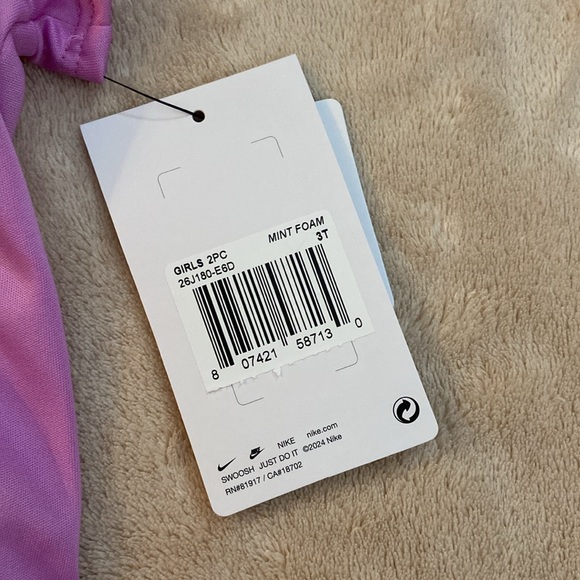 GIRLS 2PC MINT FOAM
26J180-E6D 3T
8 07421 58713 0
NIKE nike.com
SWOOSH JUST DO IT ©2024 Nike
RN#81917 / CA#18702